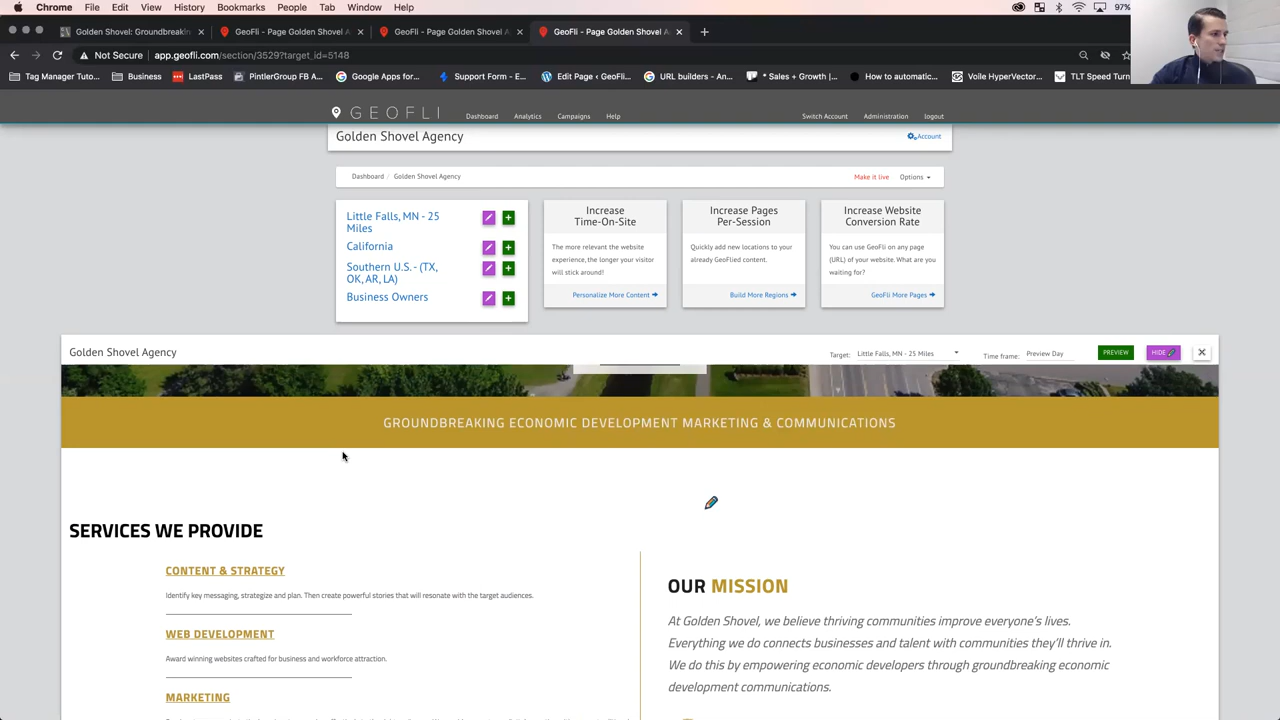 Chrome File Edit View History Bookmarks People Tab Window Help 97%
Golden Shovel: Groundbreakin
GeoFli - Page Golden Shovel A
GeoFli - Page Golden Shovel A
GeoFli - Page Golden Shovel A
Not Secure app.geofli.com/section/3529?target_id=5148
Tag Manager Tutor...
Business
LastPass
PintlerGroup FB A...
Google Apps for...
Support Form - E...
Edit Page ‹ GeoFli...
URL builders - An...
* Sales + Growth |...
How to automatic...
Voile HyperVector...
TLT Speed Turn
GEOFLI
Dashboard Analytics Campaigns Help Switch Account Administration logout
Golden Shovel Agency
Account
Dashboard / Golden Shovel Agency
Make it live Options
Little Falls, MN - 25
Miles
California
Southern U.S. - (TX,
OK, AR, LA)
Business Owners
Increase
Time-On-Site
The more relevant the website
experience, the longer your visitor
will stick around!
Personalize More Content
Increase Pages
Per-Session
Quickly add new locations to your
already GeoFlied content.
Build More Regions
Increase Website
Conversion Rate
You can use GeoFli on any page
(URL) of your website. What are you
waiting for?
GeoFli More Pages
Golden Shovel Agency
Target: Little Falls, MN - 25 Miles
Time frame: Preview Day
PREVIEW
HIDE
GROUNDBREAKING ECONOMIC DEVELOPMENT MARKETING & COMMUNICATIONS
SERVICES WE PROVIDE
CONTENT & STRATEGY
Identify key messaging, strategize and plan. Then create powerful stories that will resonate with the target audiences.
WEB DEVELOPMENT
Award winning websites crafted for business and workforce attraction.
MARKETING
OUR MISSION
At Golden Shovel, we believe thriving communities improve everyone's lives.
Everything we do connects businesses and talent with communities they'll thrive in.
We do this by empowering economic developers through groundbreaking economic
development communications.